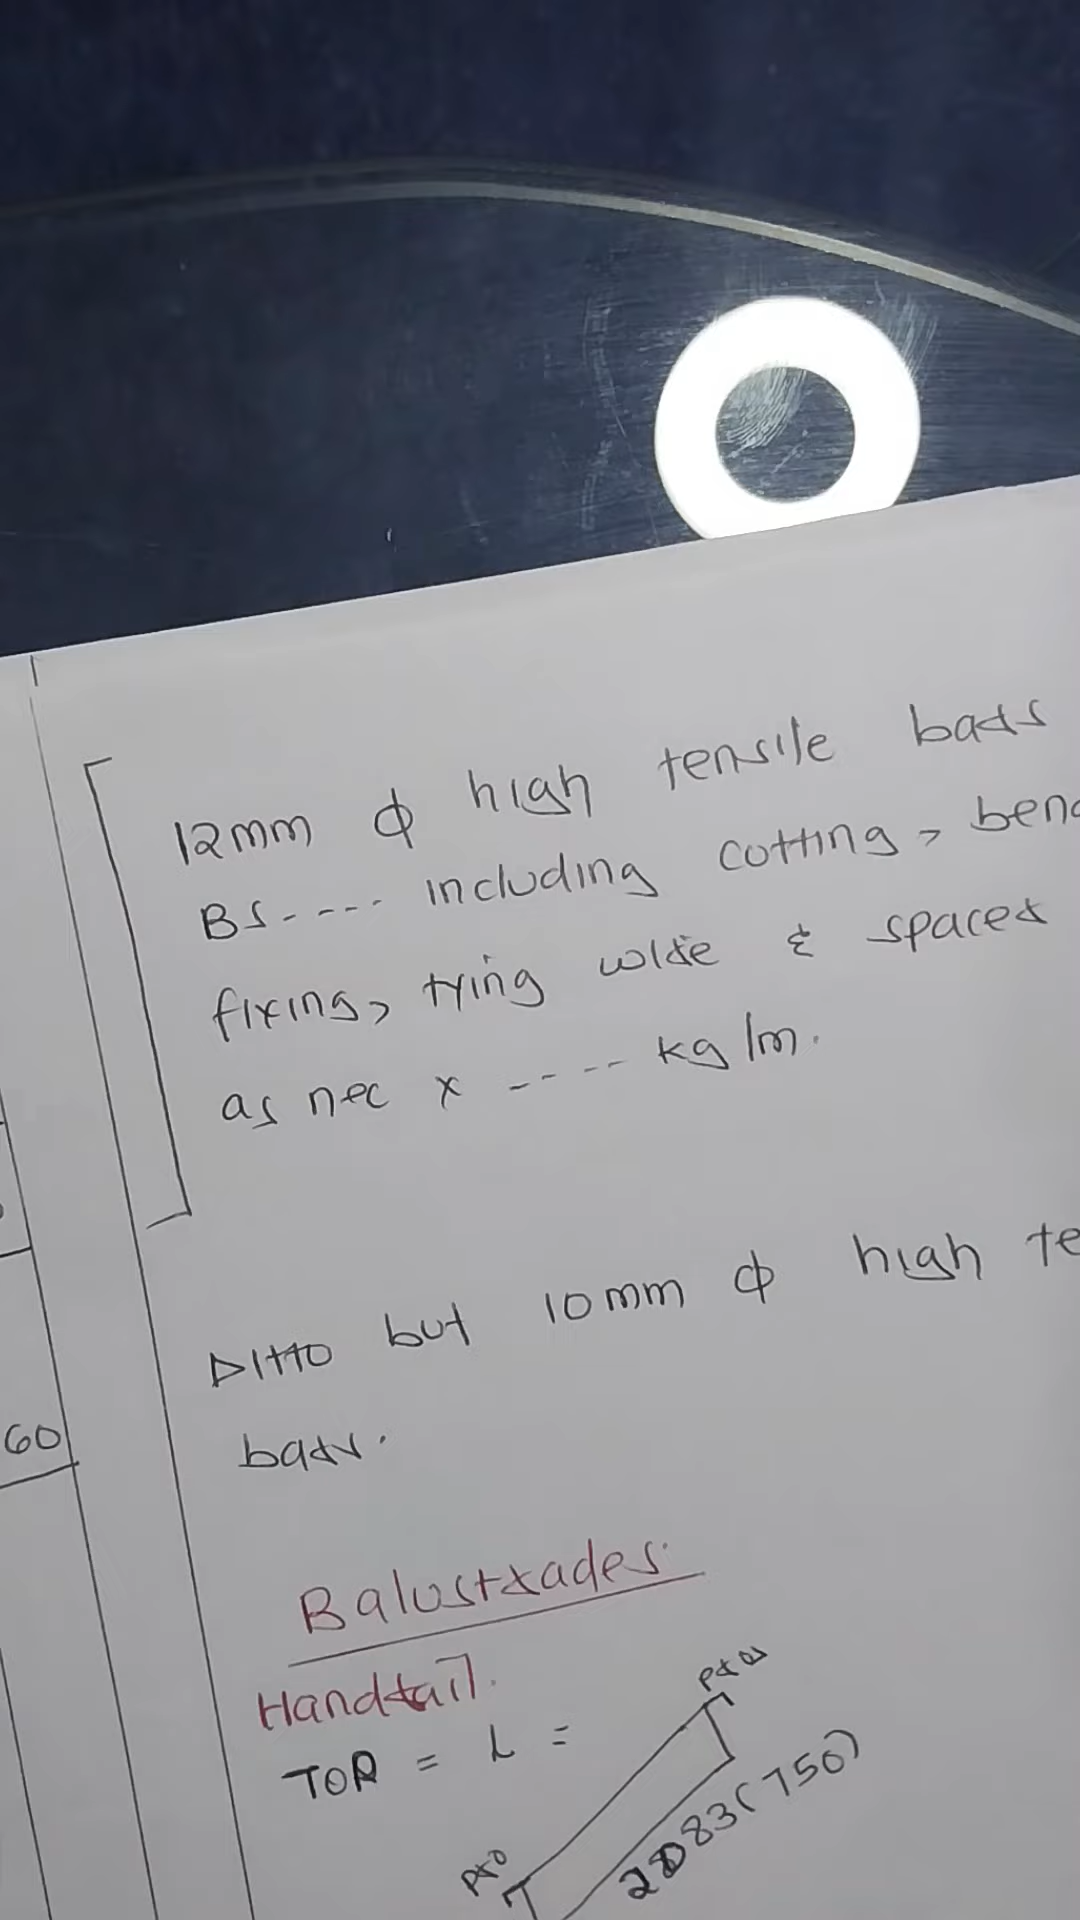 12mm ф high tensile bars
BS---- including cutting, bend
fixing, tying wire & spacer
as nec x ---- kg/m.
Ditto but 10mm ф high te
bars.
60
Balustrades.
Handrail.
TOR = L =
2083(750)